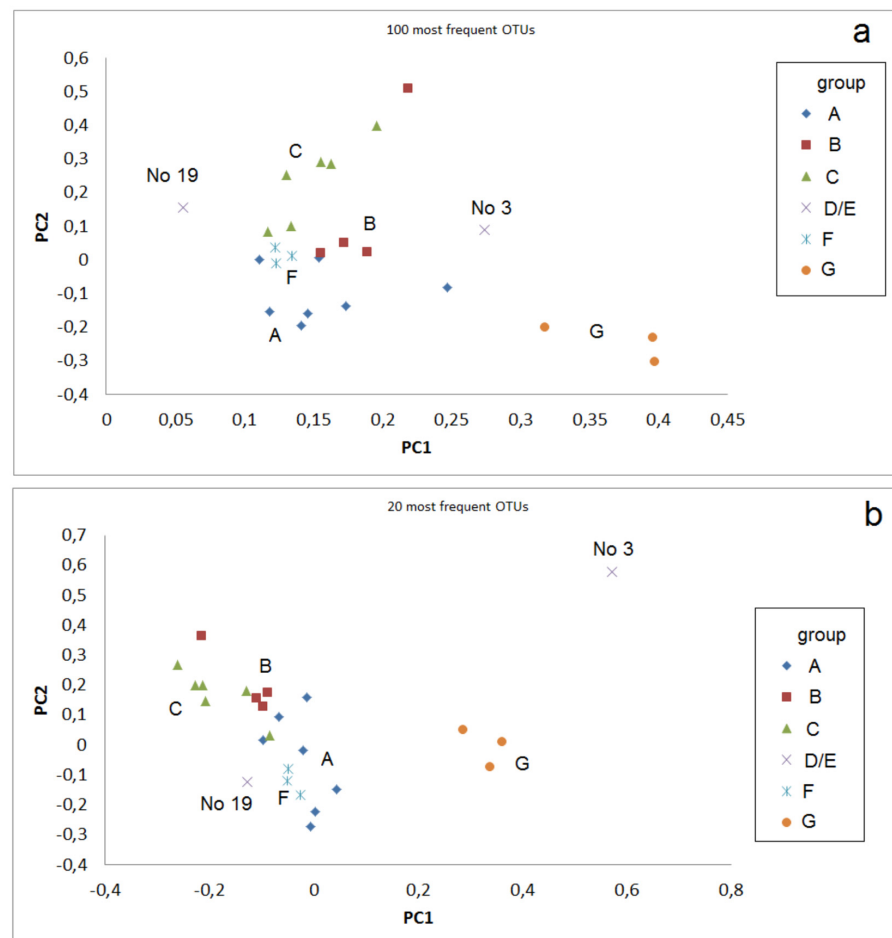 100 most frequent OTUs
a
0,6
0,5
0,4
0,3
0,2
0,1
0
-0,1
-0,2
-0,3
-0,4
PC2
0
0,05
0,1
0,15
0,2
0,25
0,3
0,35
0,4
0,45
PC1
No 19
C
B
No 3
F
A
G
group
A
B
C
D/E
F
G
20 most frequent OTUs
b
0,7
0,6
0,5
0,4
0,3
0,2
0,1
0
-0,1
-0,2
-0,3
-0,4
PC2
-0,4
-0,2
0
0,2
0,4
0,6
0,8
PC1
No 3
B
C
A
G
No 19
F
group
A
B
C
D/E
F
G